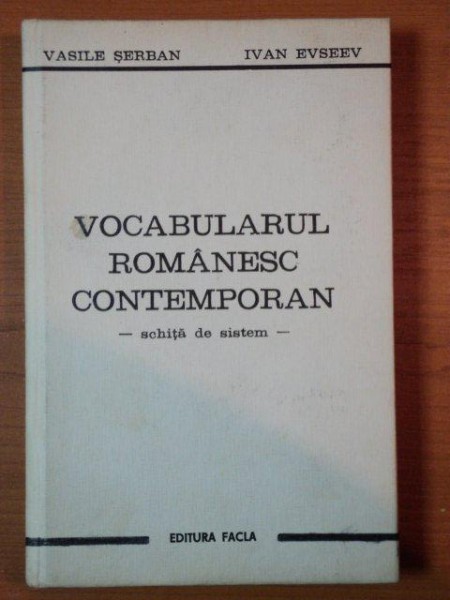 VASILE ŞERBAN IVAN EVSEEV
VOCABULARUL
ROMÂNESC
CONTEMPORAN
— schiţă de sistem —
EDITURA FACLA